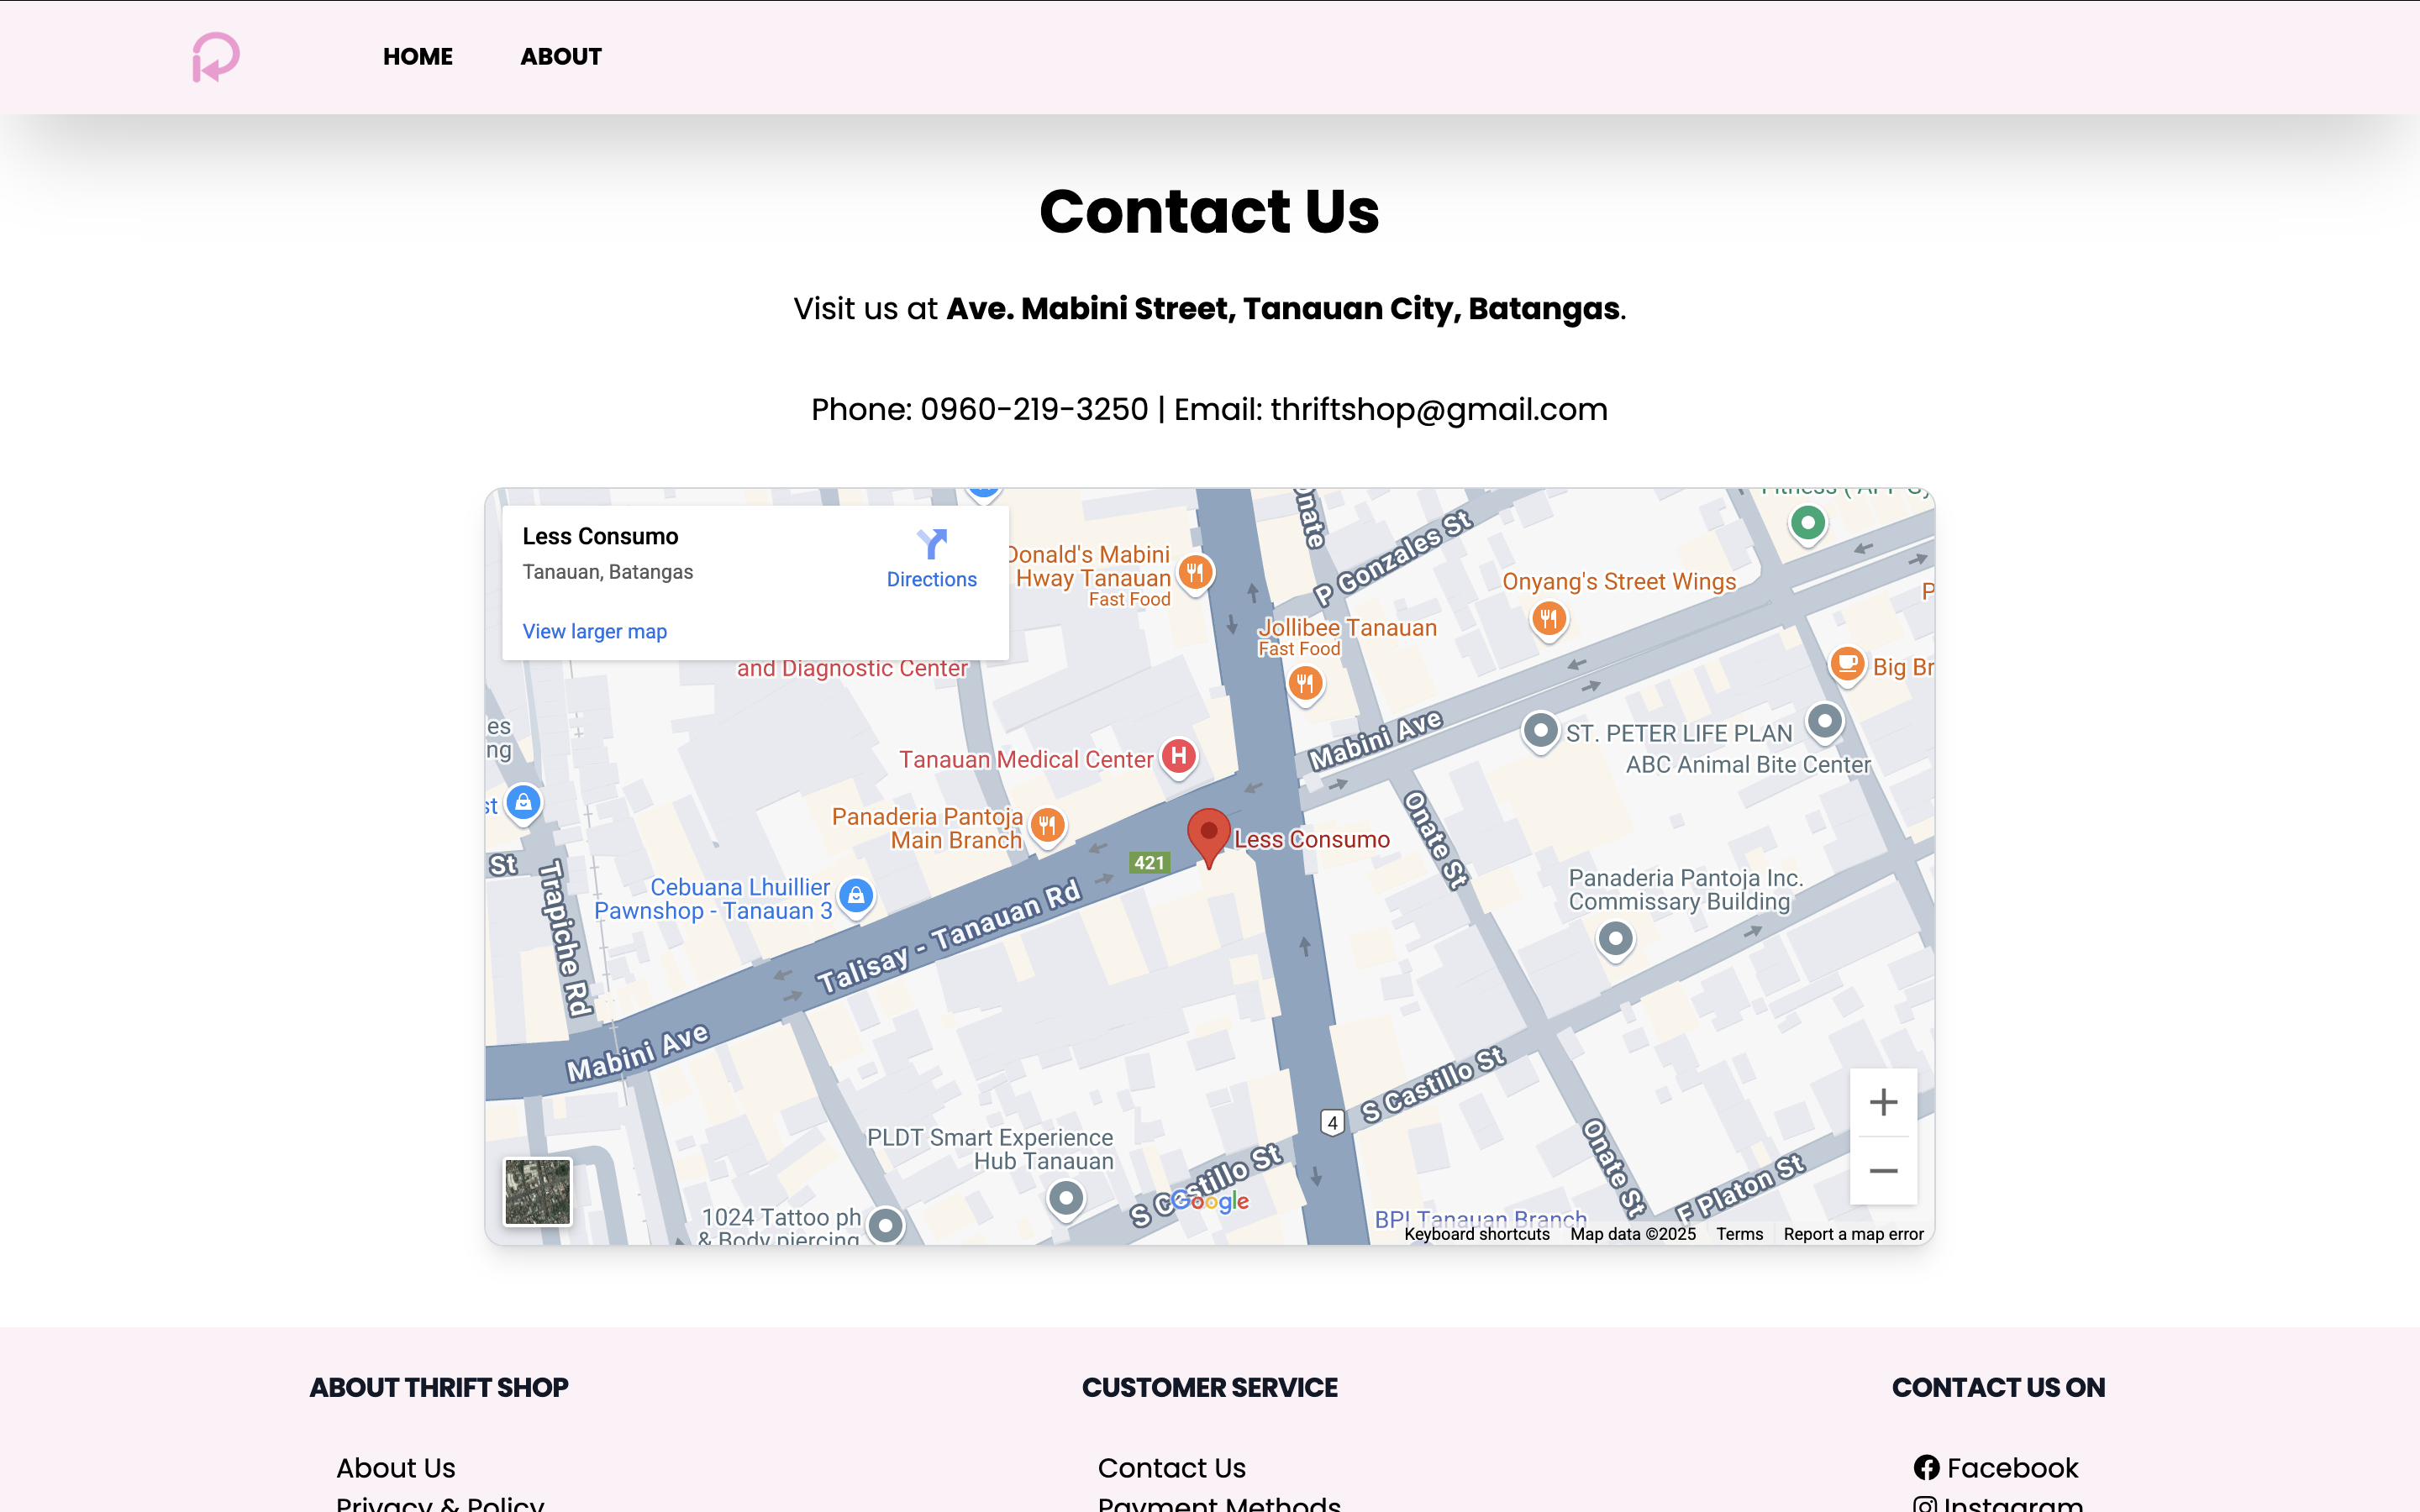 HOME
ABOUT
Contact Us
Visit us at Ave. Mabini Street, Tanauan City, Batangas.
Phone: 0960-219-3250 | Email: thriftshop@gmail.com
Less Consumo
Tanauan, Batangas
Directions
View larger map
Donald's Mabini
Hway Tanauan
Fast Food
Onate
P Gonzales St
Onyang's Street Wings
Jollibee Tanauan
Fast Food
and Diagnostic Center
Big Br
es
ng
Mabini Ave
ST. PETER LIFE PLAN
ABC Animal Bite Center
Tanauan Medical Center
H
st
Panaderia Pantoja
Main Branch
Less Consumo
421
St
Trapiche Rd
Onate St
Cebuana Lhuillier
Pawnshop - Tanauan 3
Panaderia Pantoja Inc.
Commissary Building
Talisay - Tanauan Rd
Mabini Ave
S Castillo St
4
PLDT Smart Experience
Hub Tanauan
S Castillo St
Google
Onate St
F Platon St
1024 Tattoo ph
& Body piercing
BPI Tanauan Branch
Keyboard shortcuts
Map data ©2025
Terms
Report a map error
ABOUT THRIFT SHOP
CUSTOMER SERVICE
CONTACT US ON
About Us
Contact Us
Facebook
Privacy & Policy
Payment Methods
Instagram